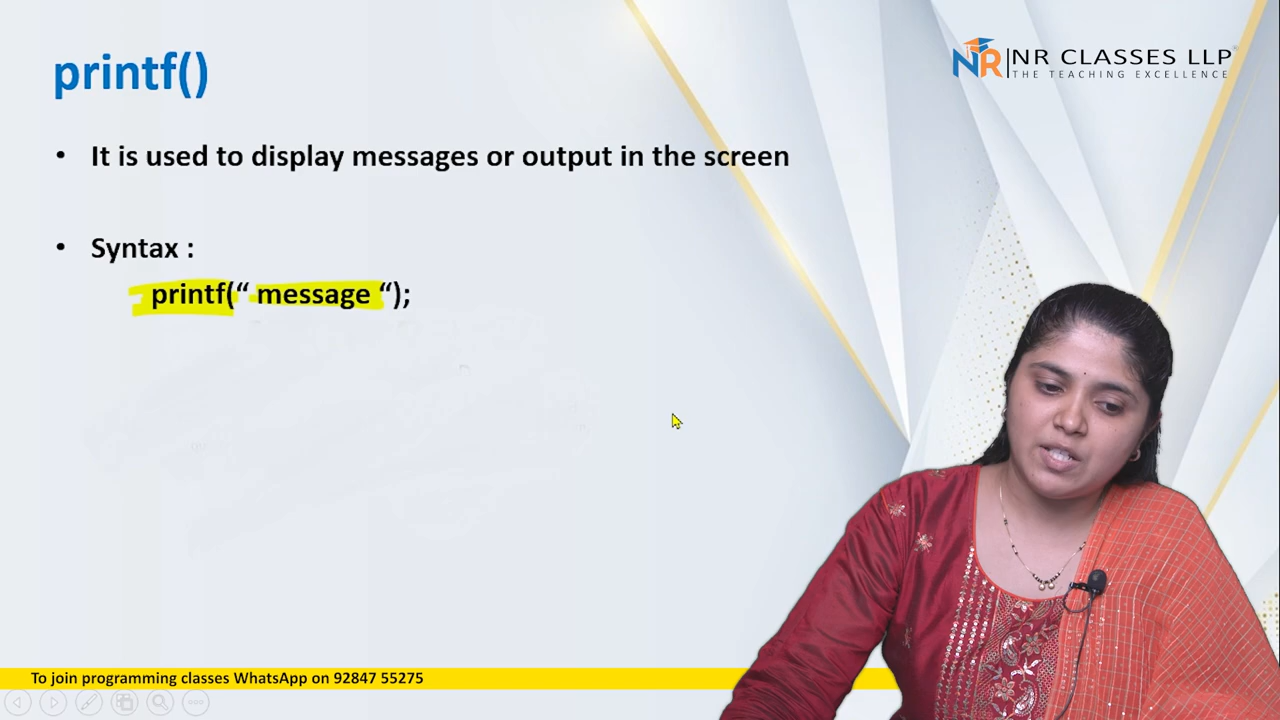 printf()
NR|NR CLASSES LLP
THE TEACHING EXCELLENCE
• It is used to display messages or output in the screen
• Syntax :
printf(“ message “);
To join programming classes WhatsApp on 92847 55275